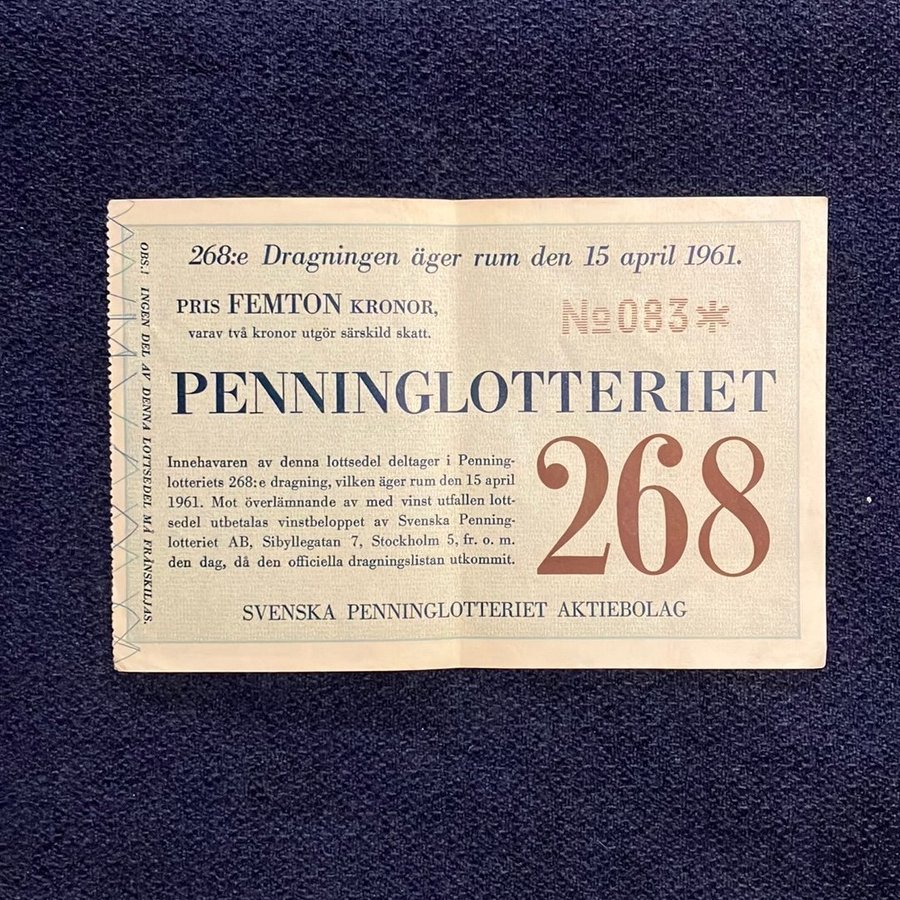 268:e Dragningen äger rum den 15 april 1961.
PRIS FEMTON KRONOR,
varav två kronor utgör särskild skatt.
No083*
PENNINGLOTTERIET
Innehavaren av denna lottsedel deltager i Penning-
lotteriets 268:e dragning, vilken äger rum den 15 april
1961. Mot överlämnande av med vinst utfallen lott-
sedel utbetalas vinstbeloppet av Svenska Penning-
lotteriet AB, Sibyllegatan 7, Stockholm 5, fr. o. m.
den dag, då den officiella dragningslistan utkommit.
268
SVENSKA PENNINGLOTTERIET AKTIEBOLAG
OBS.! INGEN DEL AV DENNA LOTTSEDEL MÅ FRÅNSKILJAS.